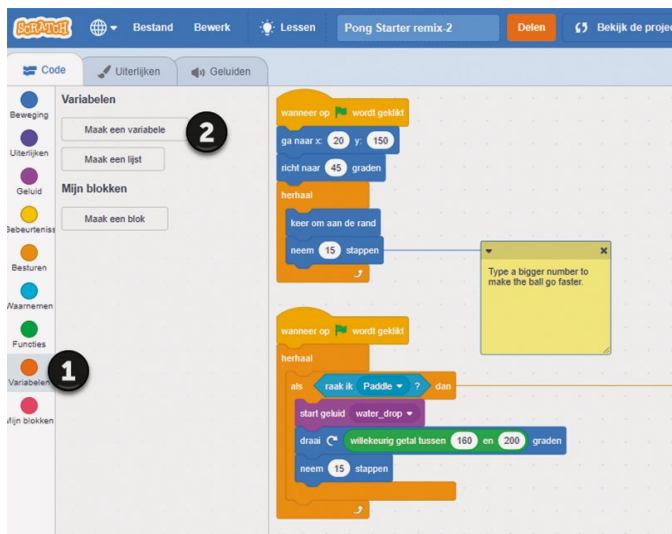 SCRATCH Bestand Bewerk Lessen Pong Starter remix-2 Delen Bekijk de
Code Uiterlijken Geluiden
Beweging
Uiterlijken
Geluid
Besturen
Waarnemen
Functies
Variabelen
Mijn blokken
1
Variabelen
Maak een variabele
2
Maak een lijst
Mijn blokken
Maak een blok
wanneer op wordt geklikt
ga naar x: 20 y: 150
richt naar 45 graden
herhaal
keer om aan de rand
neem 15 stappen
Type a bigger number to
make the ball go faster.
wanneer op wordt geklikt
herhaal
als raak ik Paddle ? dan
start geluid water_drop
draai willekeurig getal tussen 160 en 200 graden
neem 15 stappen